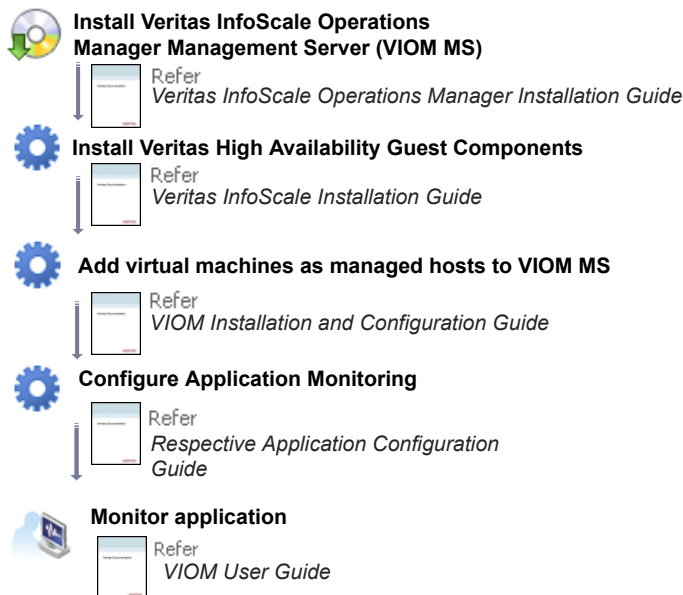 Install Veritas InfoScale Operations
Manager Management Server (VIOM MS)
Refer
Veritas InfoScale Operations Manager Installation Guide
Install Veritas High Availability Guest Components
Refer
Veritas InfoScale Installation Guide
Add virtual machines as managed hosts to VIOM MS
Refer
VIOM Installation and Configuration Guide
Configure Application Monitoring
Refer
Respective Application Configuration
Guide
Monitor application
Refer
VIOM User Guide